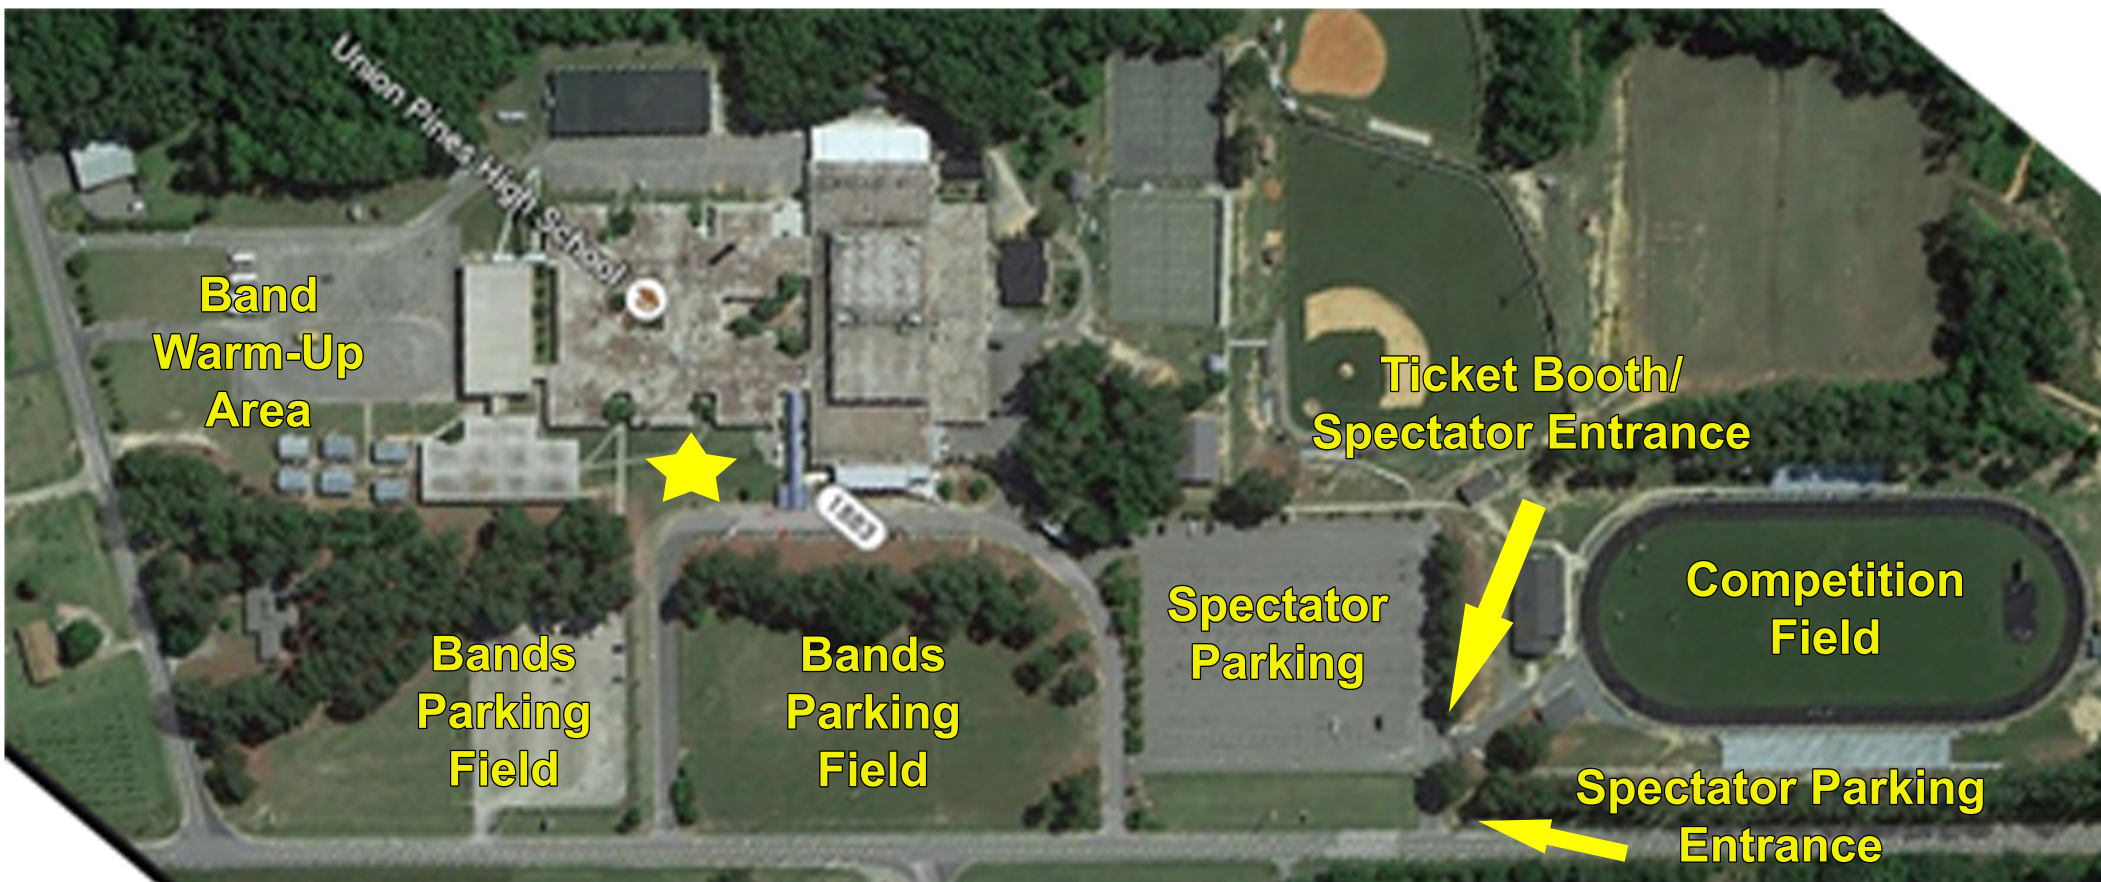 Union Pines High School
Band
Warm-Up
Area
Ticket Booth/
Spectator Entrance
1803
Competition
Field
Spectator
Parking
Bands
Parking
Field
Bands
Parking
Field
Spectator Parking
Entrance